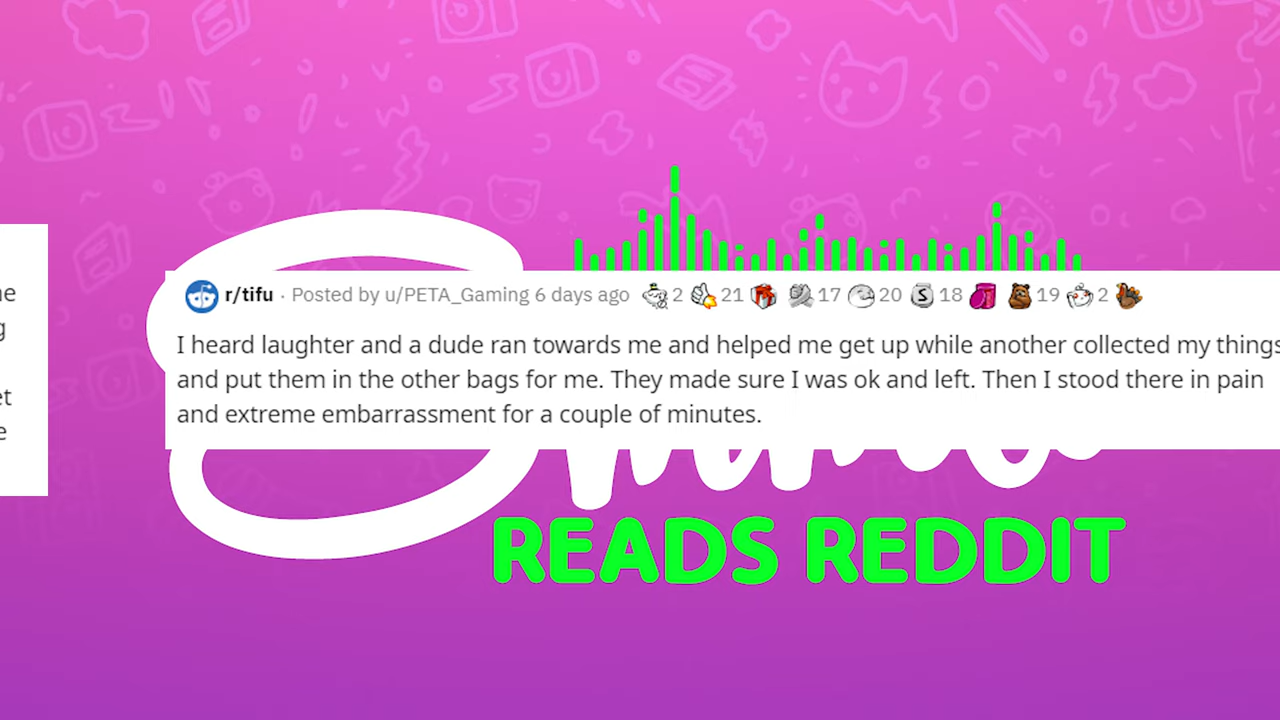 r/tifu · Posted by u/PETA_Gaming 6 days ago 2 21 17 20 S 18 19 2
I heard laughter and a dude ran towards me and helped me get up while another collected my things
and put them in the other bags for me. They made sure I was ok and left. Then I stood there in pain
and extreme embarrassment for a couple of minutes.
READS REDDIT